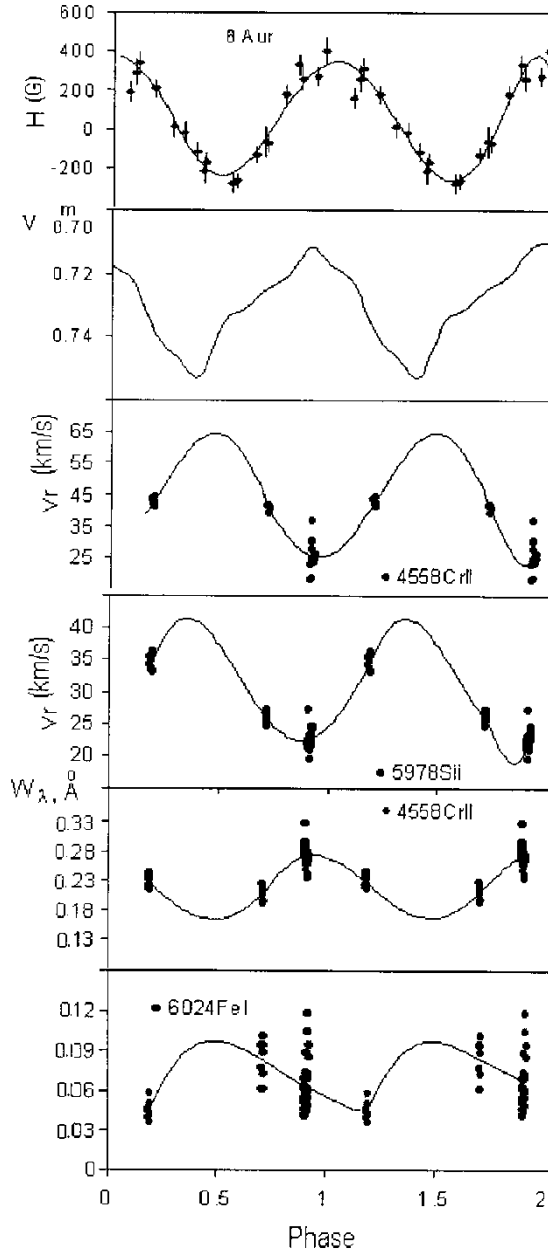 600
400
200
0
-200
H (G)
θ Aur
V
m
0.70
0.72
0.74
65
55
45
35
25
Vr (km/s)
4558CrII
40
35
30
25
20
Vr (km/s)
5978Sii
Wλ, Å
4558CrII
0.33
0.28
0.23
0.18
0.13
6024FeI
0.12
0.09
0.06
0.03
0
0 0.5 1 1.5 2
Phase